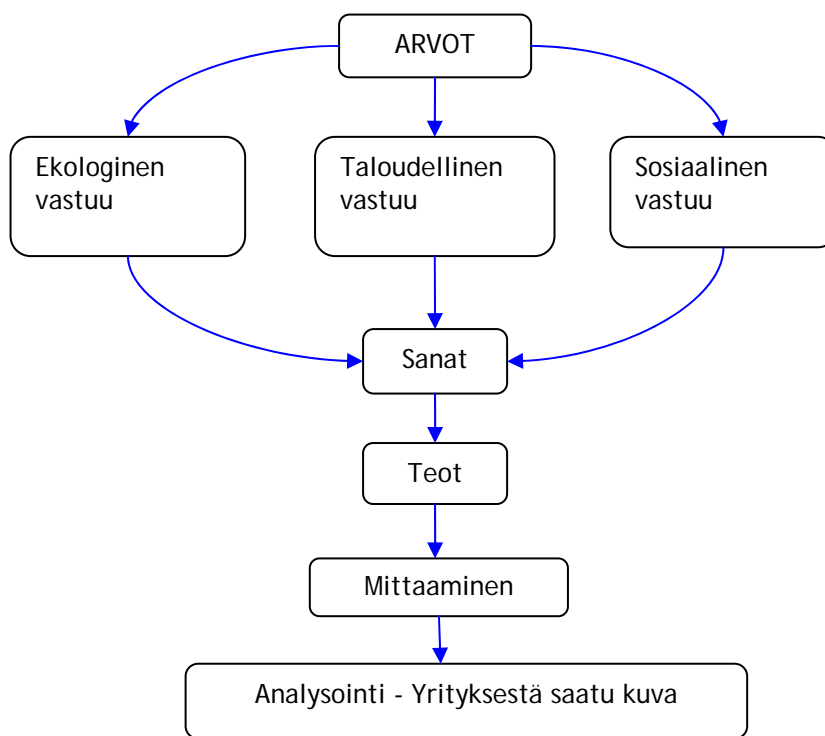 ARVOT
Ekologinen
vastuu
Taloudellinen
vastuu
Sosiaalinen
vastuu
Sanat
Teot
Mittaaminen
Analysointi - Yrityksestä saatu kuva